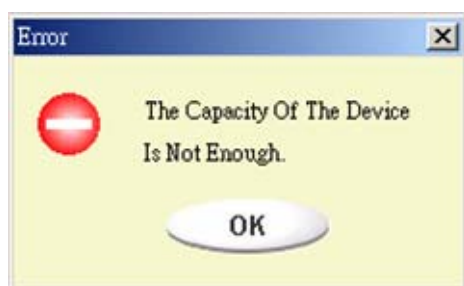 Error
The Capacity Of The Device
Is Not Enough.
OK